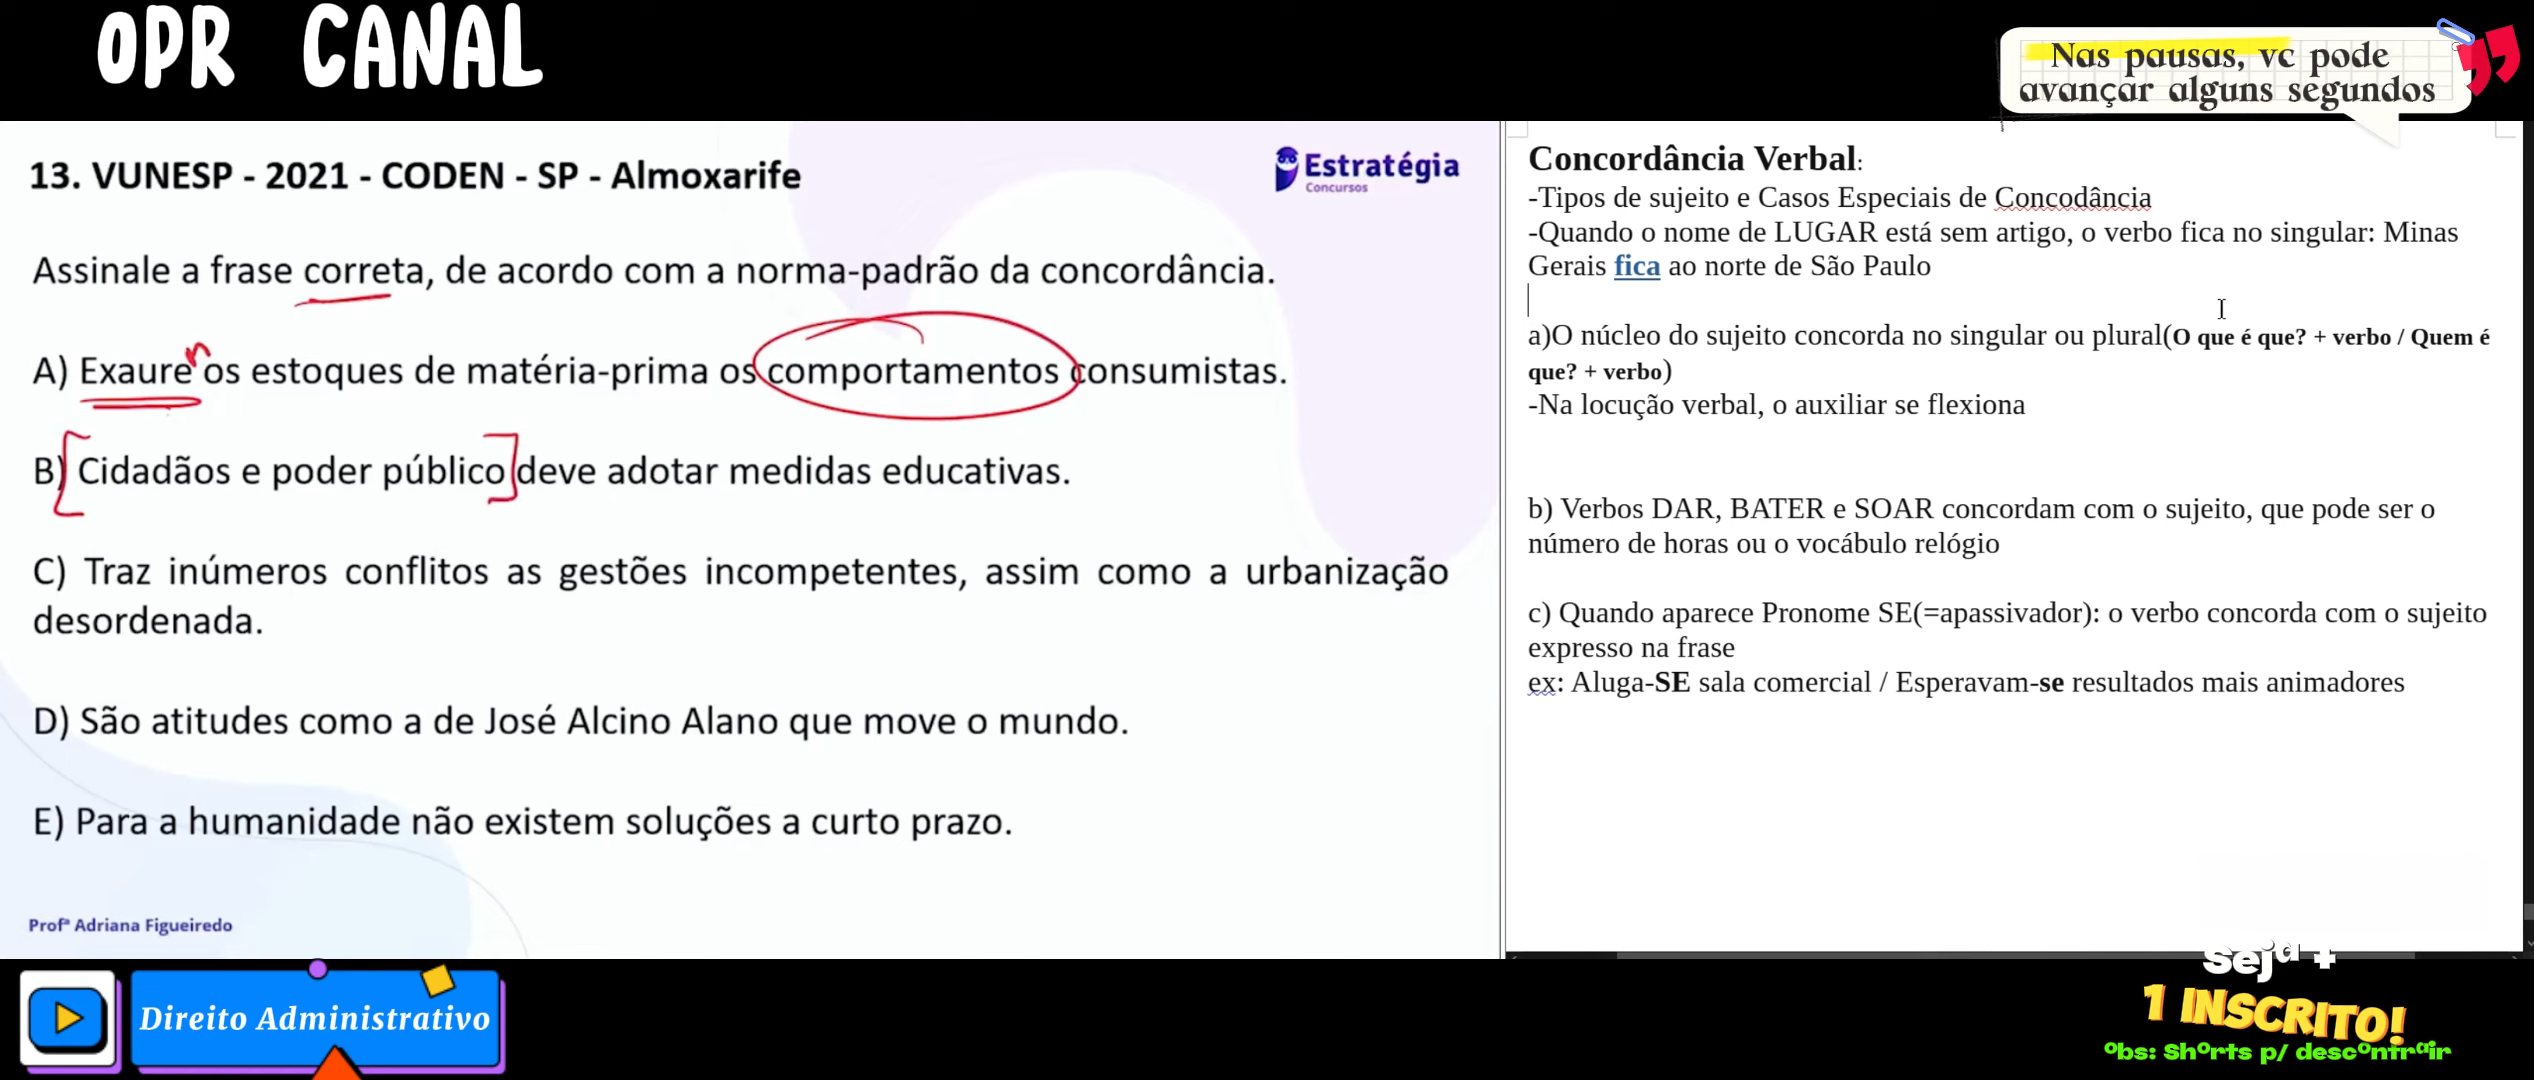 OPR CANAL
Nas pausas, vc pode
avançar alguns segundos
13. VUNESP - 2021 - CODEN - SP - Almoxarife
Estratégia
Concursos
Assinale a frase correta, de acordo com a norma-padrão da concordância.
A) Exaure os estoques de matéria-prima os comportamentos consumistas.
B) Cidadãos e poder público deve adotar medidas educativas.
C) Traz inúmeros conflitos as gestões incompetentes, assim como a urbanização
desordenada.
D) São atitudes como a de José Alcino Alano que move o mundo.
E) Para a humanidade não existem soluções a curto prazo.
Profª Adriana Figueiredo
Concordância Verbal:
-Tipos de sujeito e Casos Especiais de Concodância
-Quando o nome de LUGAR está sem artigo, o verbo fica no singular: Minas
Gerais fica ao norte de São Paulo
a)O núcleo do sujeito concorda no singular ou plural(O que é que? + verbo / Quem é
que? + verbo)
-Na locução verbal, o auxiliar se flexiona
b) Verbos DAR, BATER e SOAR concordam com o sujeito, que pode ser o
número de horas ou o vocábulo relógio
c) Quando aparece Pronome SE(=apassivador): o verbo concorda com o sujeito
expresso na frase
ex: Aluga-SE sala comercial / Esperavam-se resultados mais animadores
Direito Administrativo
Seja +
1 INSCRITO!
obs: Shorts p/ descontrair